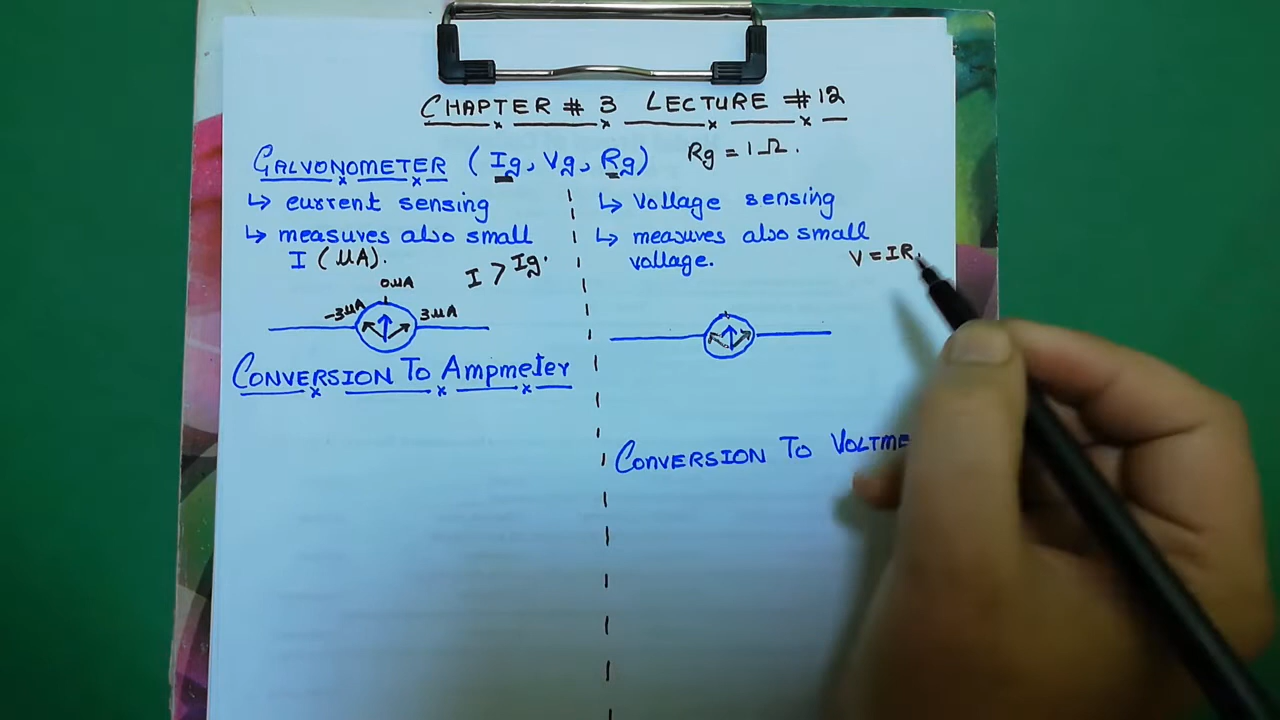 CHAPTER # 3 LECTURE #12
GALVONOMETER (Ig, Vg, Rg) Rg = 1 Ω.
↳ current sensing
↳ measures also small
I (μA).
I > Ig.
0μA
-3μA
3μA
CONVERSION TO Ampmeter
↳ Voltage sensing
↳ measures also small
vollage.
V = IR.
CONVERSION TO VOLTME